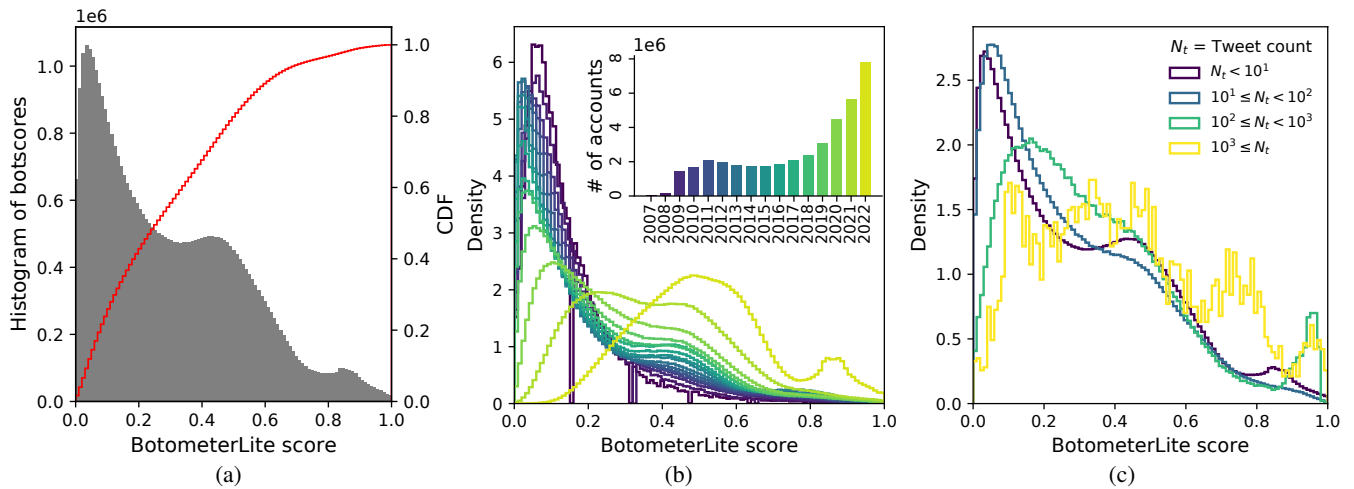 1e6
Histogram of botscores
1.0
0.8
0.6
0.4
0.2
0.0
0.0 0.2 0.4 0.6 0.8 1.0
BotometerLite score
CDF
1.0
0.8
0.6
0.4
0.2
0.0
(a)
Density
6
5
4
3
2
1
0
0.0 0.2 0.4 0.6 0.8 1.0
BotometerLite score
1e6
# of accounts
8
6
4
2
0
2007
2008
2009
2010
2011
2012
2013
2014
2015
2016
2017
2018
2019
2020
2021
2022
(b)
Density
2.5
2.0
1.5
1.0
0.5
0.0
0.0 0.2 0.4 0.6 0.8 1.0
BotometerLite score
N_t = Tweet count
N_t < 10^1
10^1 ≤ N_t < 10^2
10^2 ≤ N_t < 10^3
10^3 ≤ N_t
(c)